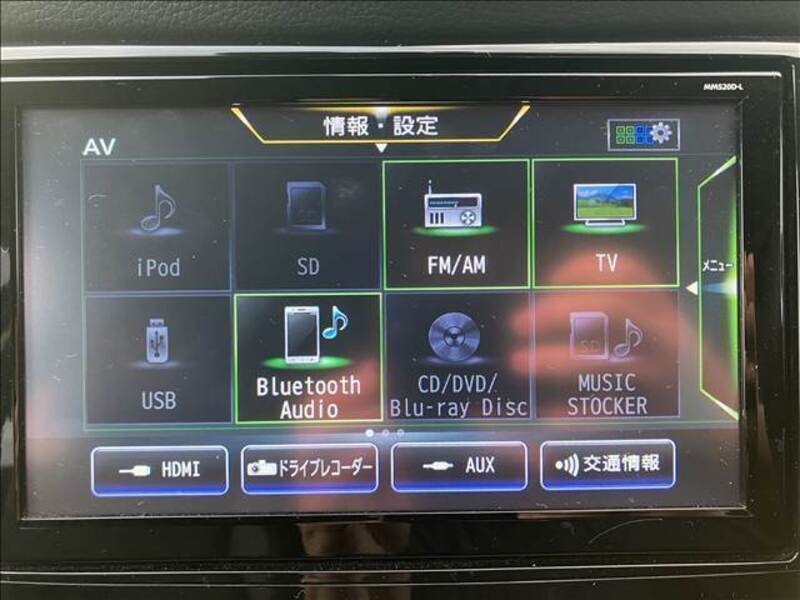 MM520D-L
情報・設定
AV
iPod
SD
FM/AM
TV
メニュー
USB
Bluetooth
Audio
CD/DVD/
Blu-ray Disc
SD
MUSIC
STOCKER
HDMI
ドライブレコーダー
AUX
交通情報